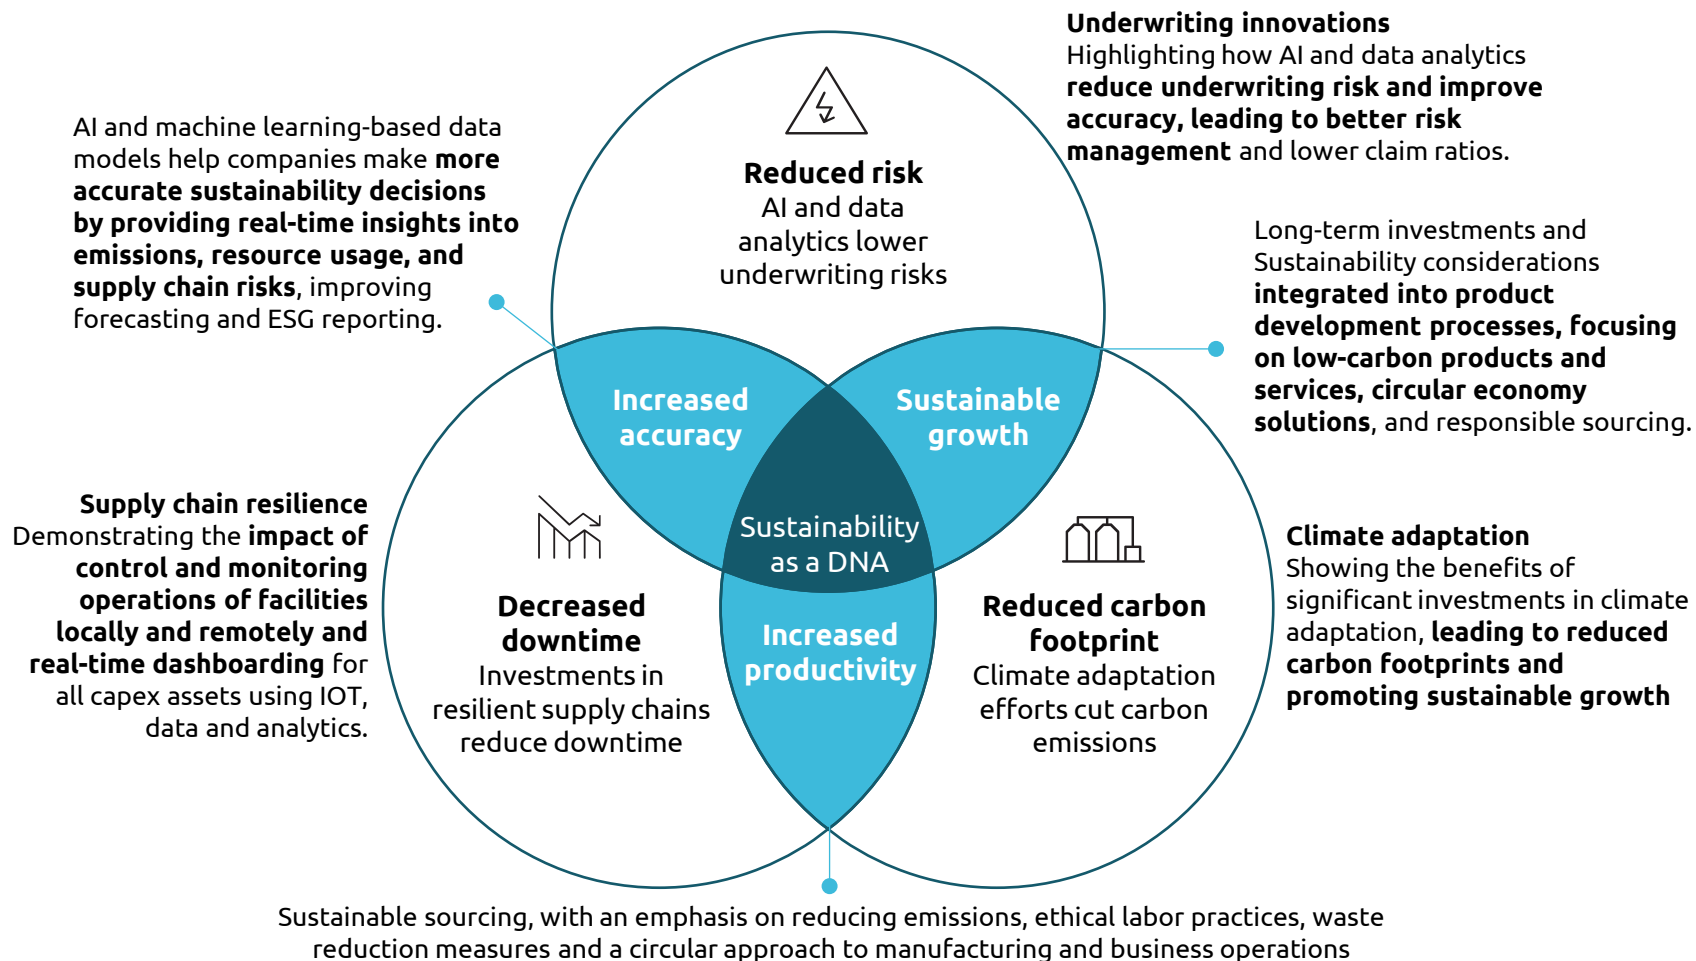 Underwriting innovations
Highlighting how AI and data analytics
reduce underwriting risk and improve
accuracy, leading to better risk
management and lower claim ratios.
AI and machine learning-based data
models help companies make more
accurate sustainability decisions
by providing real-time insights into
emissions, resource usage, and
supply chain risks, improving
forecasting and ESG reporting.
Reduced risk
AI and data
analytics lower
underwriting risks
Long-term investments and
Sustainability considerations
integrated into product
development processes, focusing
on low-carbon products and
services, circular economy
solutions, and responsible sourcing.
Increased
accuracy
Sustainable
growth
Sustainability
as a DNA
Supply chain resilience
Demonstrating the impact of
control and monitoring
operations of facilities
locally and remotely and
real-time dashboarding for
all capex assets using IOT,
data and analytics.
Decreased
downtime
Investments in
resilient supply chains
reduce downtime
Increased
productivity
Reduced carbon
footprint
Climate adaptation
efforts cut carbon
emissions
Climate adaptation
Showing the benefits of
significant investments in climate
adaptation, leading to reduced
carbon footprints and
promoting sustainable growth
Sustainable sourcing, with an emphasis on reducing emissions, ethical labor practices, waste
reduction measures and a circular approach to manufacturing and business operations